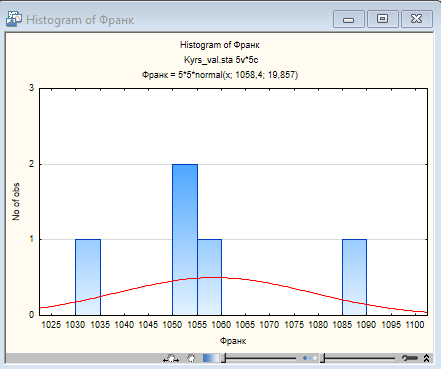 Histogram of Франк
Histogram of Франк
Kyrs_val.sta 5v*5c
Франк = 5*5*normal(x; 1058,4; 19,857)
3
2
1
0
No of obs
1025 1030 1035 1040 1045 1050 1055 1060 1065 1070 1075 1080 1085 1090 1095 1100
Франк